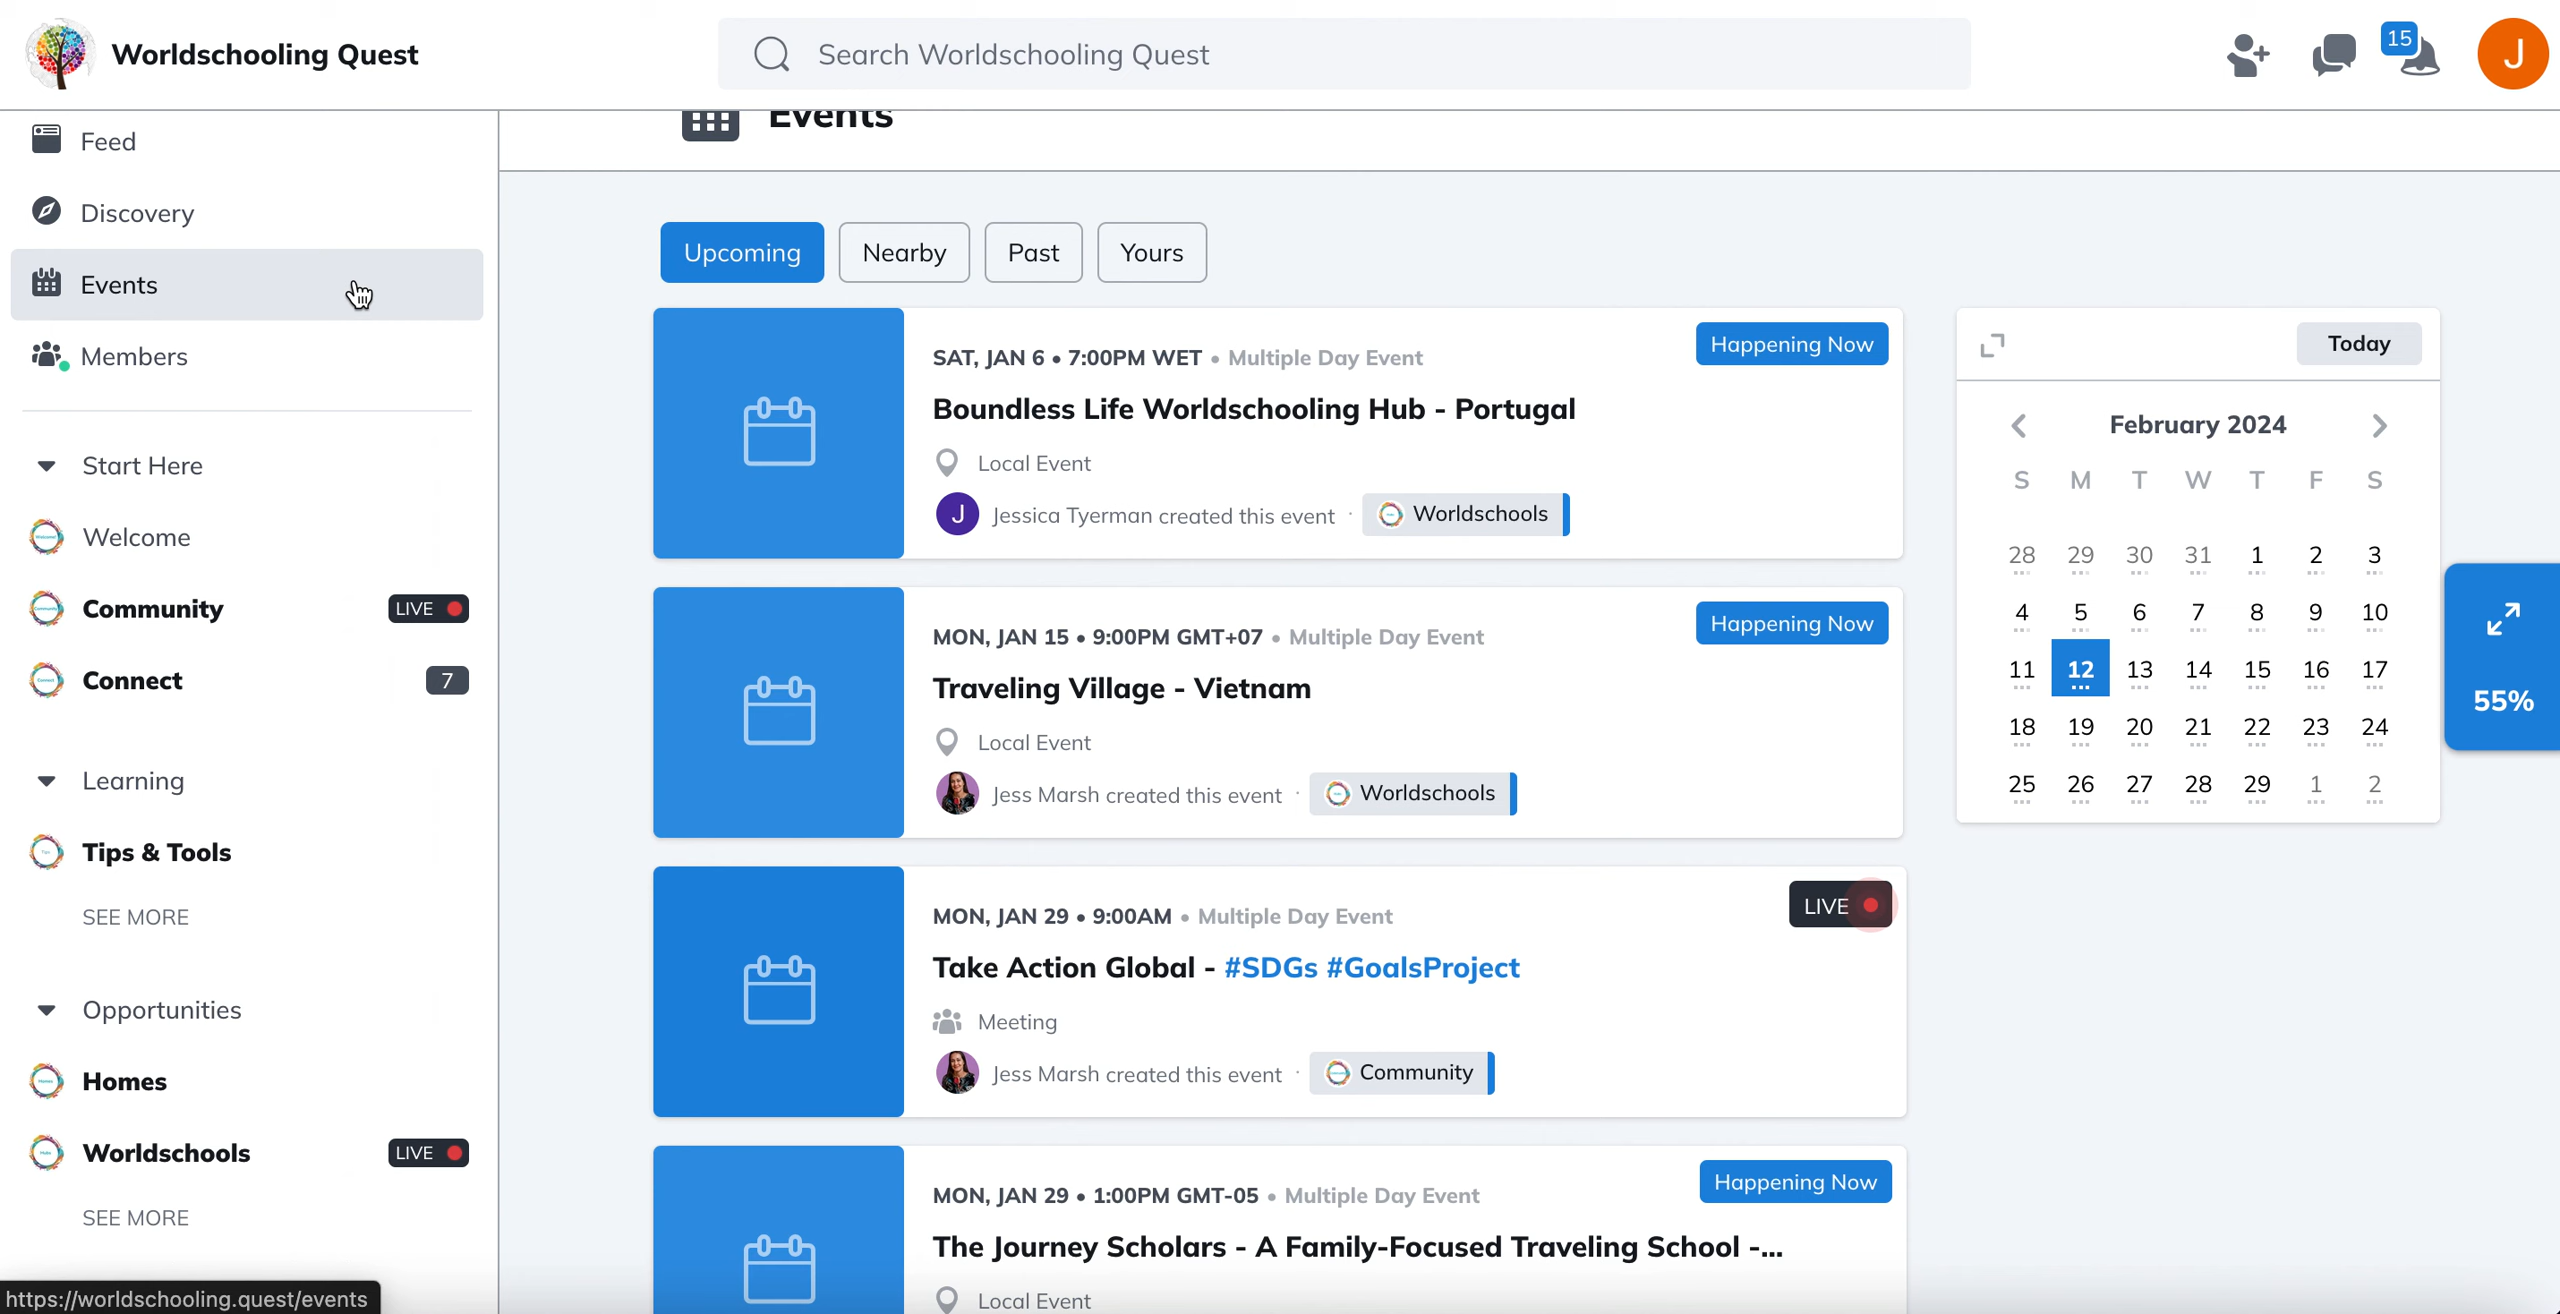 Worldschooling Quest
Search Worldschooling Quest
15
J
Feed
Discovery
Events
Members
Start Here
Welcome
Community LIVE
Connect 7
Learning
Tips & Tools
SEE MORE
Opportunities
Homes
Worldschools LIVE
SEE MORE
https://worldschooling.quest/events
Events
Upcoming Nearby Past Yours
SAT, JAN 6 • 7:00PM WET • Multiple Day Event
Happening Now
Boundless Life Worldschooling Hub - Portugal
Local Event
J Jessica Tyerman created this event · Worldschools
MON, JAN 15 • 9:00PM GMT+07 • Multiple Day Event
Happening Now
Traveling Village - Vietnam
Local Event
Jess Marsh created this event · Worldschools
MON, JAN 29 • 9:00AM • Multiple Day Event
LIVE
Take Action Global - #SDGs #GoalsProject
Meeting
Jess Marsh created this event · Community
MON, JAN 29 • 1:00PM GMT-05 • Multiple Day Event
Happening Now
The Journey Scholars - A Family-Focused Traveling School -...
Local Event
Today
February 2024
S M T W T F S
28 29 30 31 1 2 3
4 5 6 7 8 9 10
11 12 13 14 15 16 17
18 19 20 21 22 23 24
25 26 27 28 29 1 2
55%